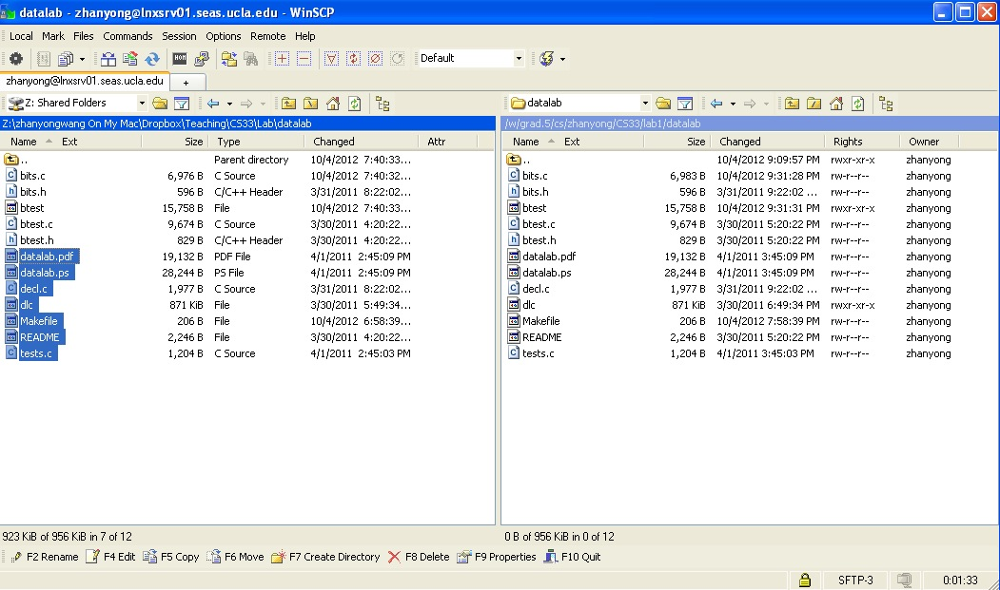 datalab - zhanyong@lnxsrv01.seas.ucla.edu - WinSCP
Local Mark Files Commands Session Options Remote Help
Default
zhanyong@lnxsrv01.seas.ucla.edu +
Z: Shared Folders
Z:\zhanyongwang On My Mac\Dropbox\Teaching\CS33\Lab\datalab
Name Ext Size Type Changed Attr
.. Parent directory 10/4/2012 7:40:33...
bits.c 6,976 B C Source 10/4/2012 7:40:32...
bits.h 596 B C/C++ Header 3/31/2011 8:22:02...
btest 15,758 B File 10/4/2012 7:40:33...
btest.c 9,674 B C Source 3/30/2011 4:20:22...
btest.h 829 B C/C++ Header 3/30/2011 4:20:22...
datalab.pdf 19,132 B PDF File 4/1/2011 2:45:09 PM
datalab.ps 28,244 B PS File 4/1/2011 2:45:09 PM
decl.c 1,977 B C Source 3/31/2011 8:22:02...
dlc 871 KiB File 3/30/2011 5:49:34...
Makefile 206 B File 10/4/2012 6:58:39...
README 2,246 B File 3/30/2011 4:20:22...
tests.c 1,204 B C Source 4/1/2011 2:45:03 PM
datalab
/w/grad.5/cs/zhanyong/CS33/lab1/datalab
Name Ext Size Changed Rights Owner
.. 10/4/2012 9:09:57 PM rwxr-xr-x zhanyong
bits.c 6,983 B 10/4/2012 9:31:28 PM rw-r--r-- zhanyong
bits.h 596 B 3/31/2011 9:22:02 ... rw-r--r-- zhanyong
btest 15,758 B 10/4/2012 9:31:31 PM rwxr-xr-x zhanyong
btest.c 9,674 B 3/30/2011 5:20:22 PM rw-r--r-- zhanyong
btest.h 829 B 3/30/2011 5:20:22 PM rw-r--r-- zhanyong
datalab.pdf 19,132 B 4/1/2011 3:45:09 PM rw-r--r-- zhanyong
datalab.ps 28,244 B 4/1/2011 3:45:09 PM rw-r--r-- zhanyong
decl.c 1,977 B 3/31/2011 9:22:02 ... rw-r--r-- zhanyong
dlc 871 KiB 3/30/2011 6:49:34 PM rwxr-xr-x zhanyong
Makefile 206 B 10/4/2012 7:58:39 PM rw-r--r-- zhanyong
README 2,246 B 3/30/2011 5:20:22 PM rw-r--r-- zhanyong
tests.c 1,204 B 4/1/2011 3:45:03 PM rw-r--r-- zhanyong
923 KiB of 956 KiB in 7 of 12
0 B of 956 KiB in 0 of 12
F2 Rename F4 Edit F5 Copy F6 Move F7 Create Directory F8 Delete F9 Properties F10 Quit
SFTP-3 0:01:33